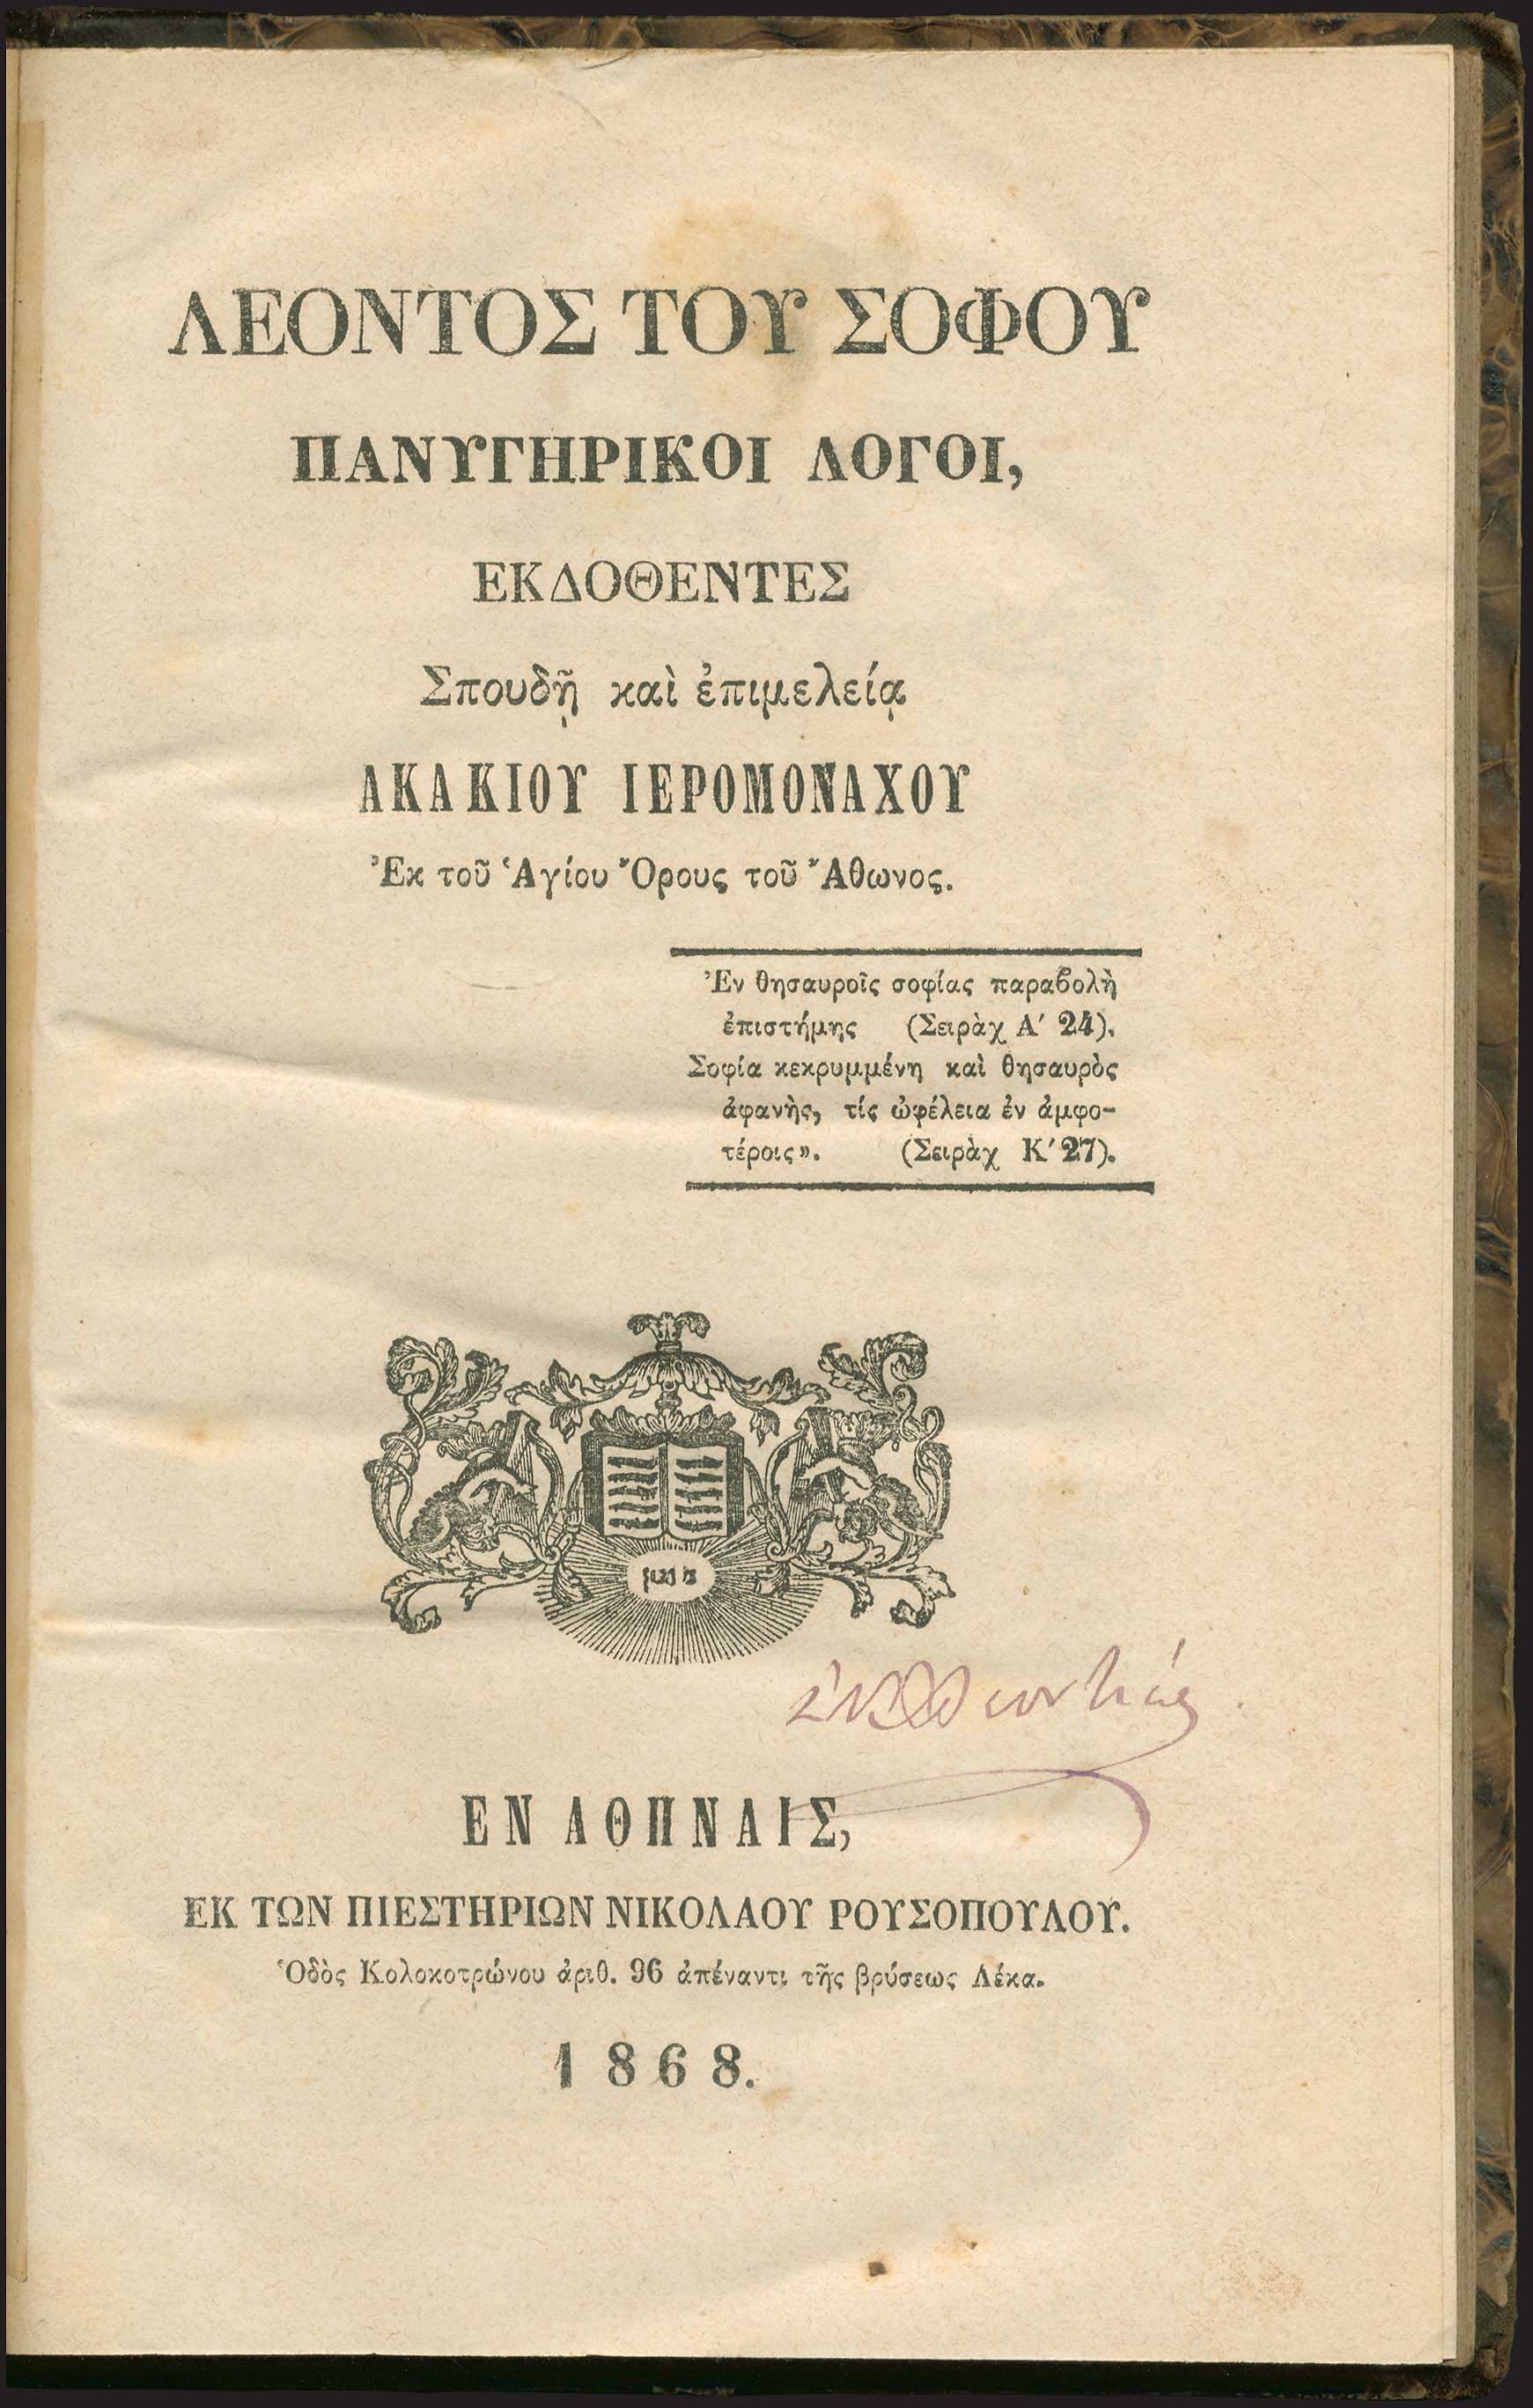 ΛΕΟΝΤΟΣ ΤΟΥ ΣΟΦΟΥ
ΠΑΝΥΓΗΡΙΚΟΙ ΛΟΓΟΙ,
ΕΚΔΟΘΕΝΤΕΣ
Σπουδῇ καὶ ἐπιμελείᾳ
ΑΚΑΚΙΟΥ ΙΕΡΟΜΟΝΑΧΟΥ
Ἐκ τοῦ Ἁγίου Ὄρους τοῦ Ἄθωνος.
Ἐν θησαυροῖς σοφίας παραϐολὴ
ἐπιστήμης (Σειρὰχ Α΄ 24).
Σοφία κεκρυμμένη καὶ θησαυρὸς
ἀφανὴς, τίς ὠφέλεια ἐν ἀμφο-
τέροις». (Σειρὰχ Κ΄ 27).
ΕΝ ΑΘΗΝΑΙΣ,
ΕΚ ΤΩΝ ΠΙΕΣΤΗΡΙΩΝ ΝΙΚΟΛΑΟΥ ΡΟΥΣΟΠΟΥΛΟΥ.
Ὁδὸς Κολοκοτρώνου ἀριθ. 96 ἀπέναντι τῆς βρύσεως Λέκα.
1868.